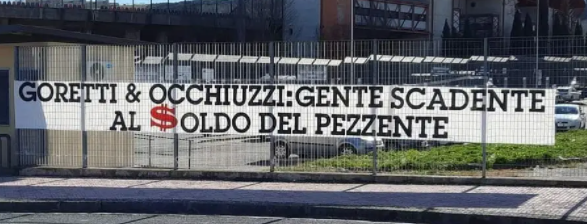 GORETTI & OCCHIUZZI:GENTE SCADENTE
AL $OLDO DEL PEZZENTE